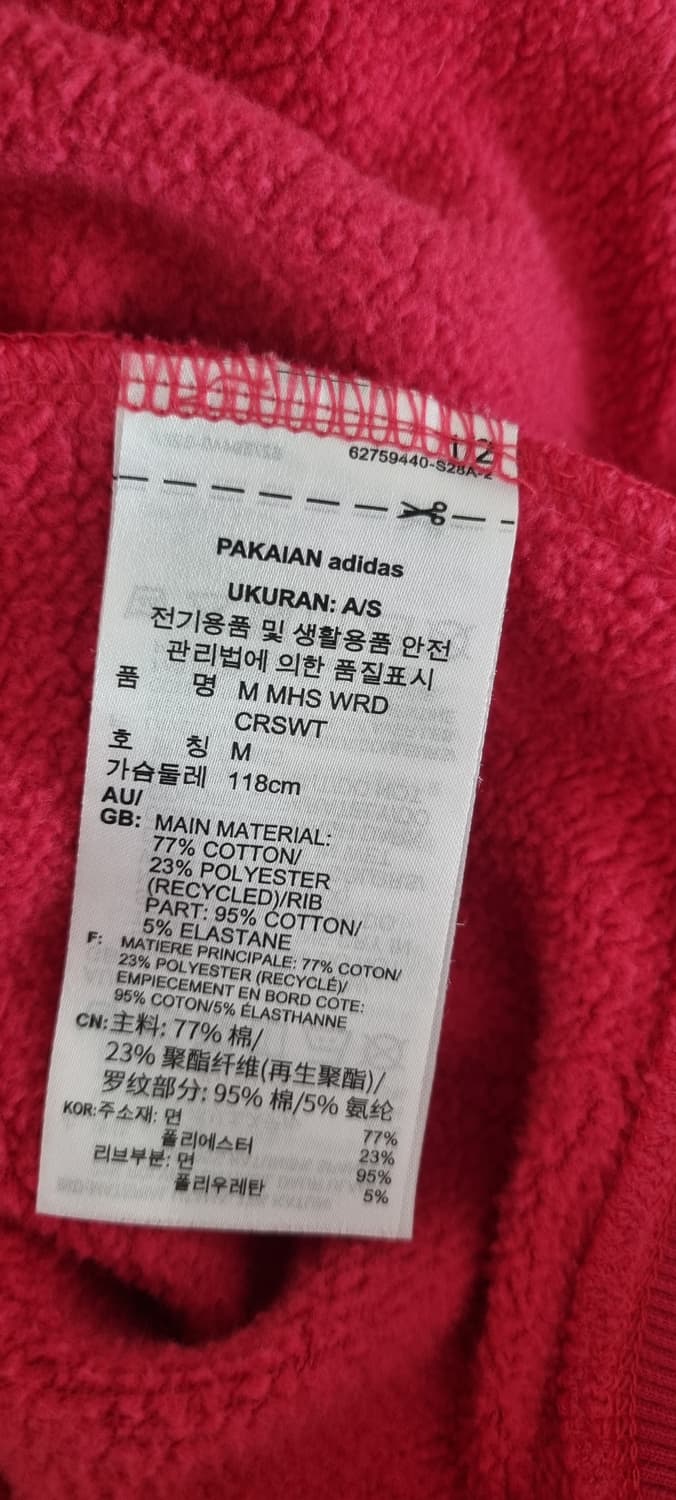 1/2
62759440-S28A-2
PAKAIAN adidas
UKURAN: A/S
전기용품 및 생활용품 안전
관리법에 의한 품질표시
품 명 M MHS WRD
CRSWT
호 칭 M
가슴둘레 118cm
AU/
GB: MAIN MATERIAL:
77% COTTON/
23% POLYESTER
(RECYCLED)/RIB
PART: 95% COTTON/
5% ELASTANE
F: MATIERE PRINCIPALE: 77% COTON/
23% POLYESTER (RECYCLÉ)/
EMPIECEMENT EN BORD COTE:
95% COTON/5% ÉLASTHANNE
CN: 主料: 77% 棉/
23% 聚酯纤维(再生聚酯)/
罗纹部分: 95% 棉/5% 氨纶
KOR: 주소재: 면 77%
폴리에스터 23%
리브부분: 면 95%
폴리우레탄 5%